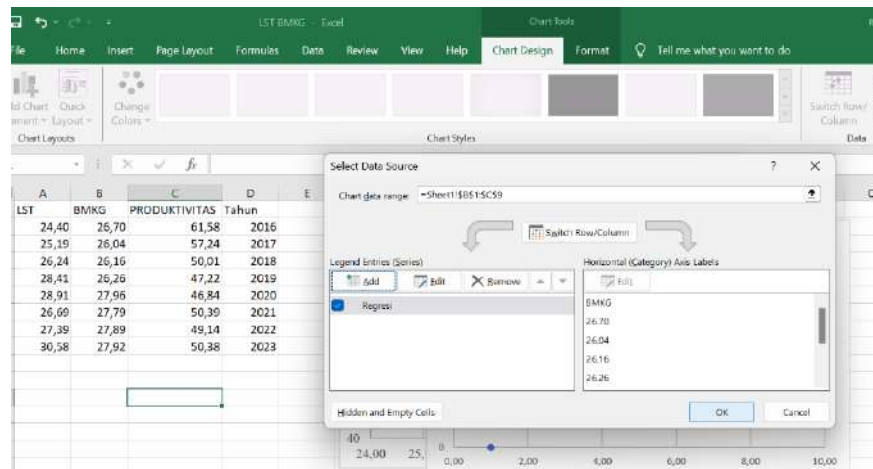 LST BMKG - Excel
Chart Tools
File Home Insert Page Layout Formulas Data Review View Help Chart Design Format Tell me what you want to do
Chart Quick Change Switch Row/
Layout Colors Column
Chart Layouts Chart Styles Data
fx
Select Data Source ? X
A B C D E
Chart data range: =Sheet1!$B$1:$C$9
LST BMKG PRODUKTIVITAS Tahun
24,40 26,70 61,58 2016
25,19 26,04 57,24 2017
26,24 26,16 50,01 2018
28,41 26,26 47,22 2019
28,91 27,96 46,84 2020
26,69 27,79 50,39 2021
27,39 27,89 49,14 2022
30,58 27,92 50,38 2023
Switch Row/Column
Legend Entries (Series) Horizontal (Category) Axis Labels
Add Edit Remove Edit
Regresi
BMKG
26.70
26.04
26.16
26.26
Hidden and Empty Cells OK Cancel
40
24,00 25,
0
0,00 2,00 4,00 6,00 8,00 10,00